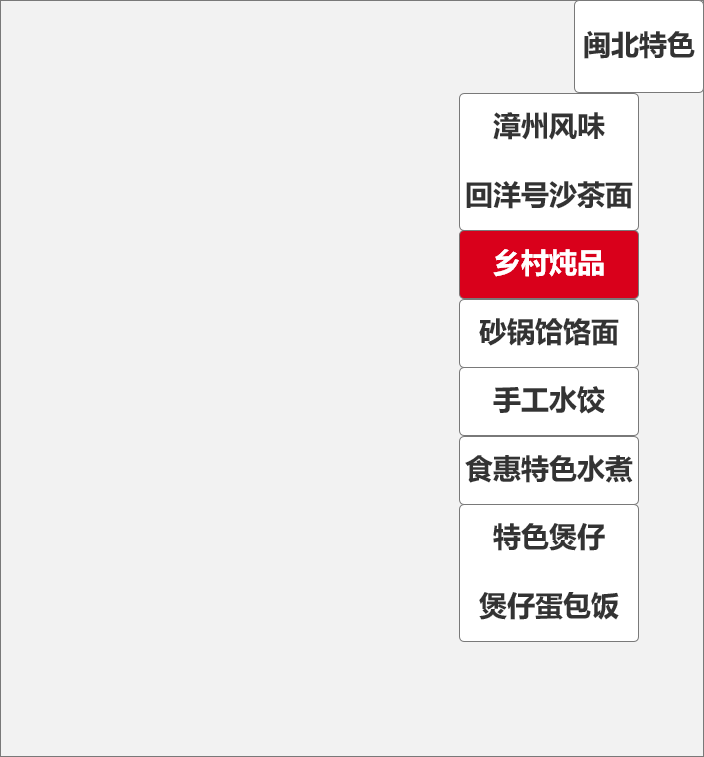 闽北特色
漳州风味
回洋号沙茶面
乡村炖品
砂锅饸饹面
手工水饺
食惠特色水煮
特色煲仔
煲仔蛋包饭